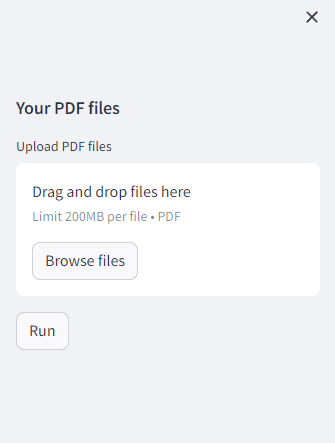 Your PDF files
Upload PDF files
Drag and drop files here
Limit 200MB per file • PDF
Browse files
Run